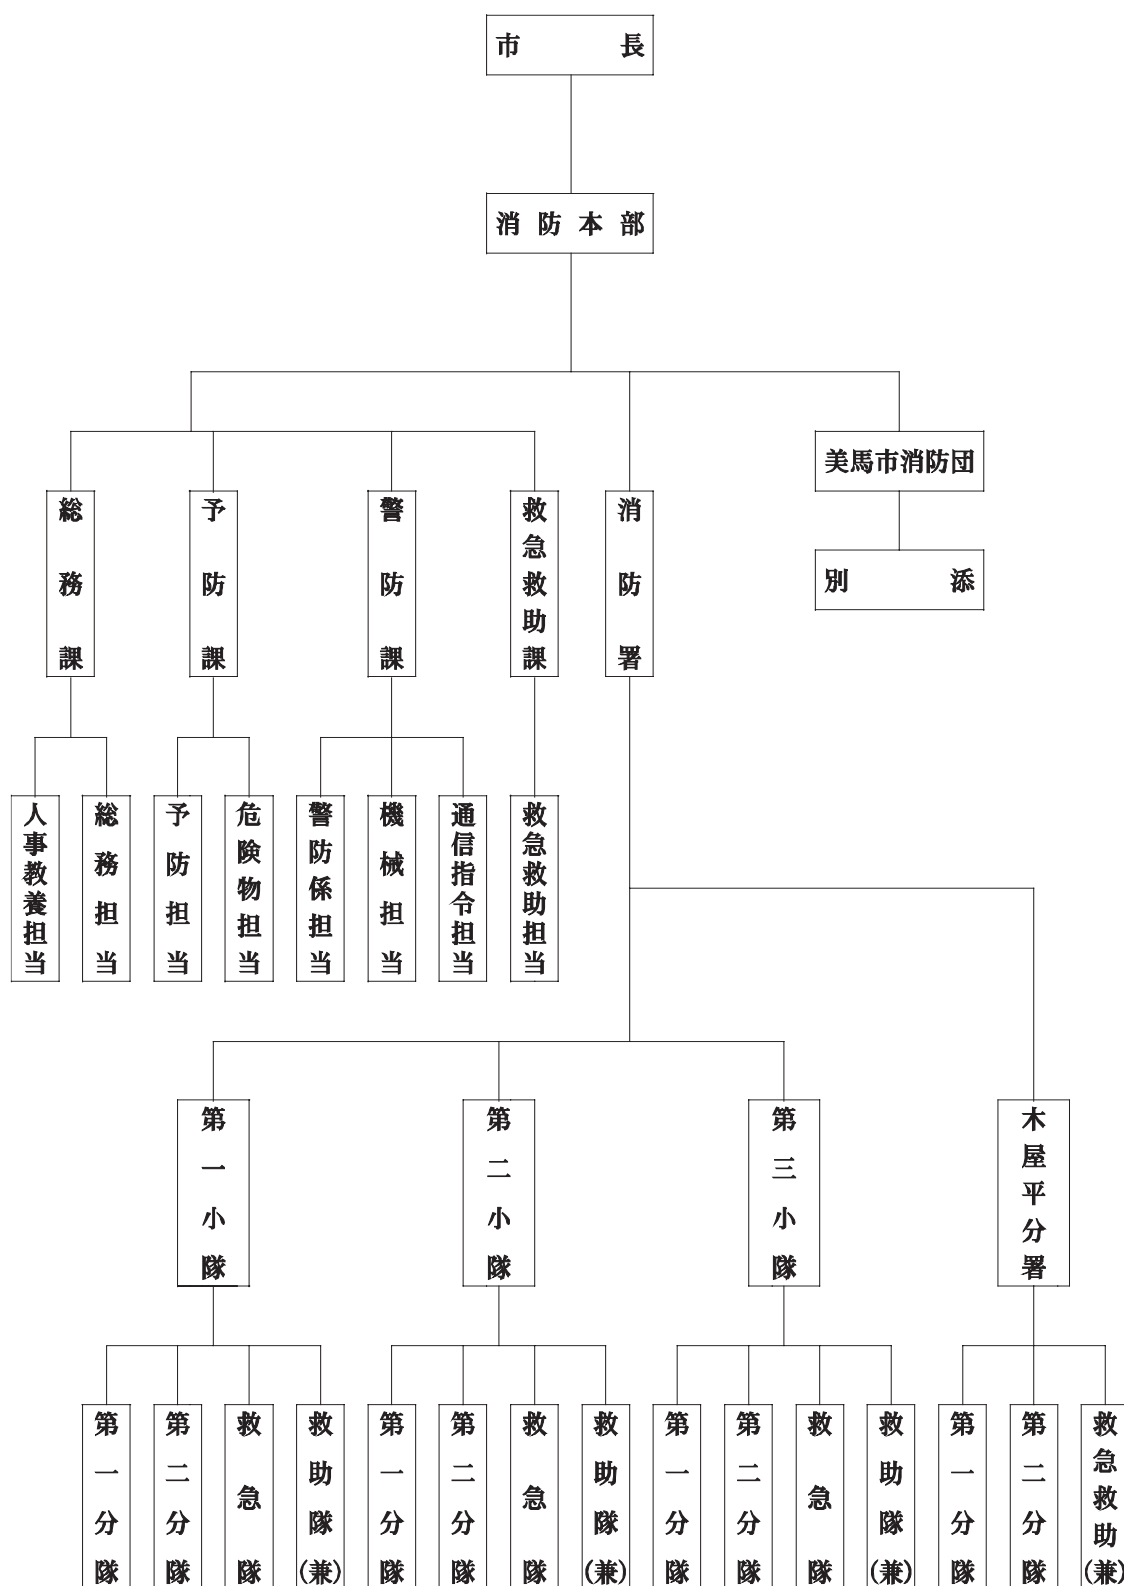 市長
消防本部
美馬市消防団
別添
総務課
予防課
警防課
救急救助課
消防署
人事教養担当
総務担当
予防担当
危険物担当
警防係担当
機械担当
通信指令担当
救急救助担当
第一小隊
第二小隊
第三小隊
木屋平分署
第一分隊
第二分隊
救急隊
救助隊(兼)
第一分隊
第二分隊
救急隊
救助隊(兼)
第一分隊
第二分隊
救急隊
救助隊(兼)
第一分隊
第二分隊
救急救助(兼)